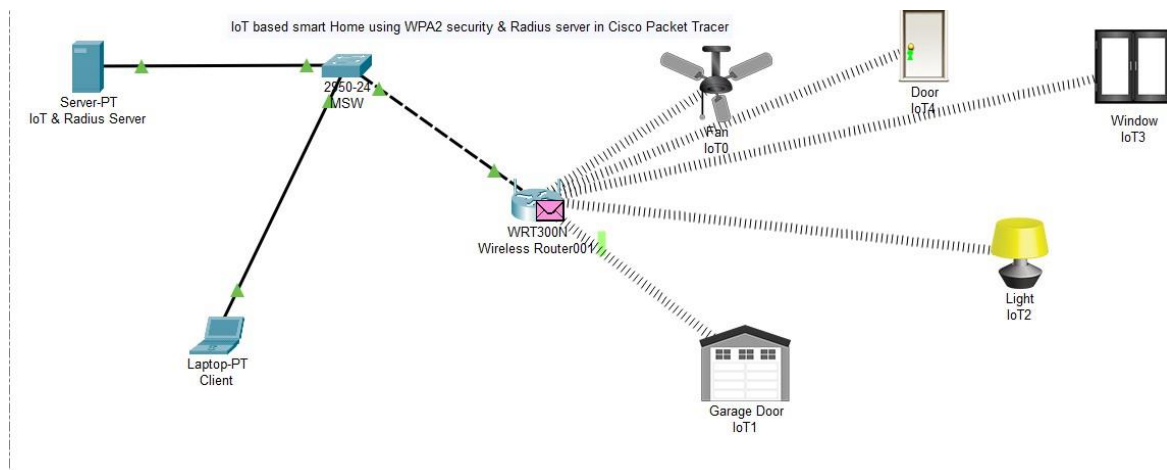 IoT based smart Home using WPA2 security & Radius server in Cisco Packet Tracer
Server-PT
IoT & Radius Server
2950-24
MSW
Fan
IoT0
Door
IoT4
Window
IoT3
WRT300N
Wireless Router001
Light
IoT2
Laptop-PT
Client
Garage Door
IoT1